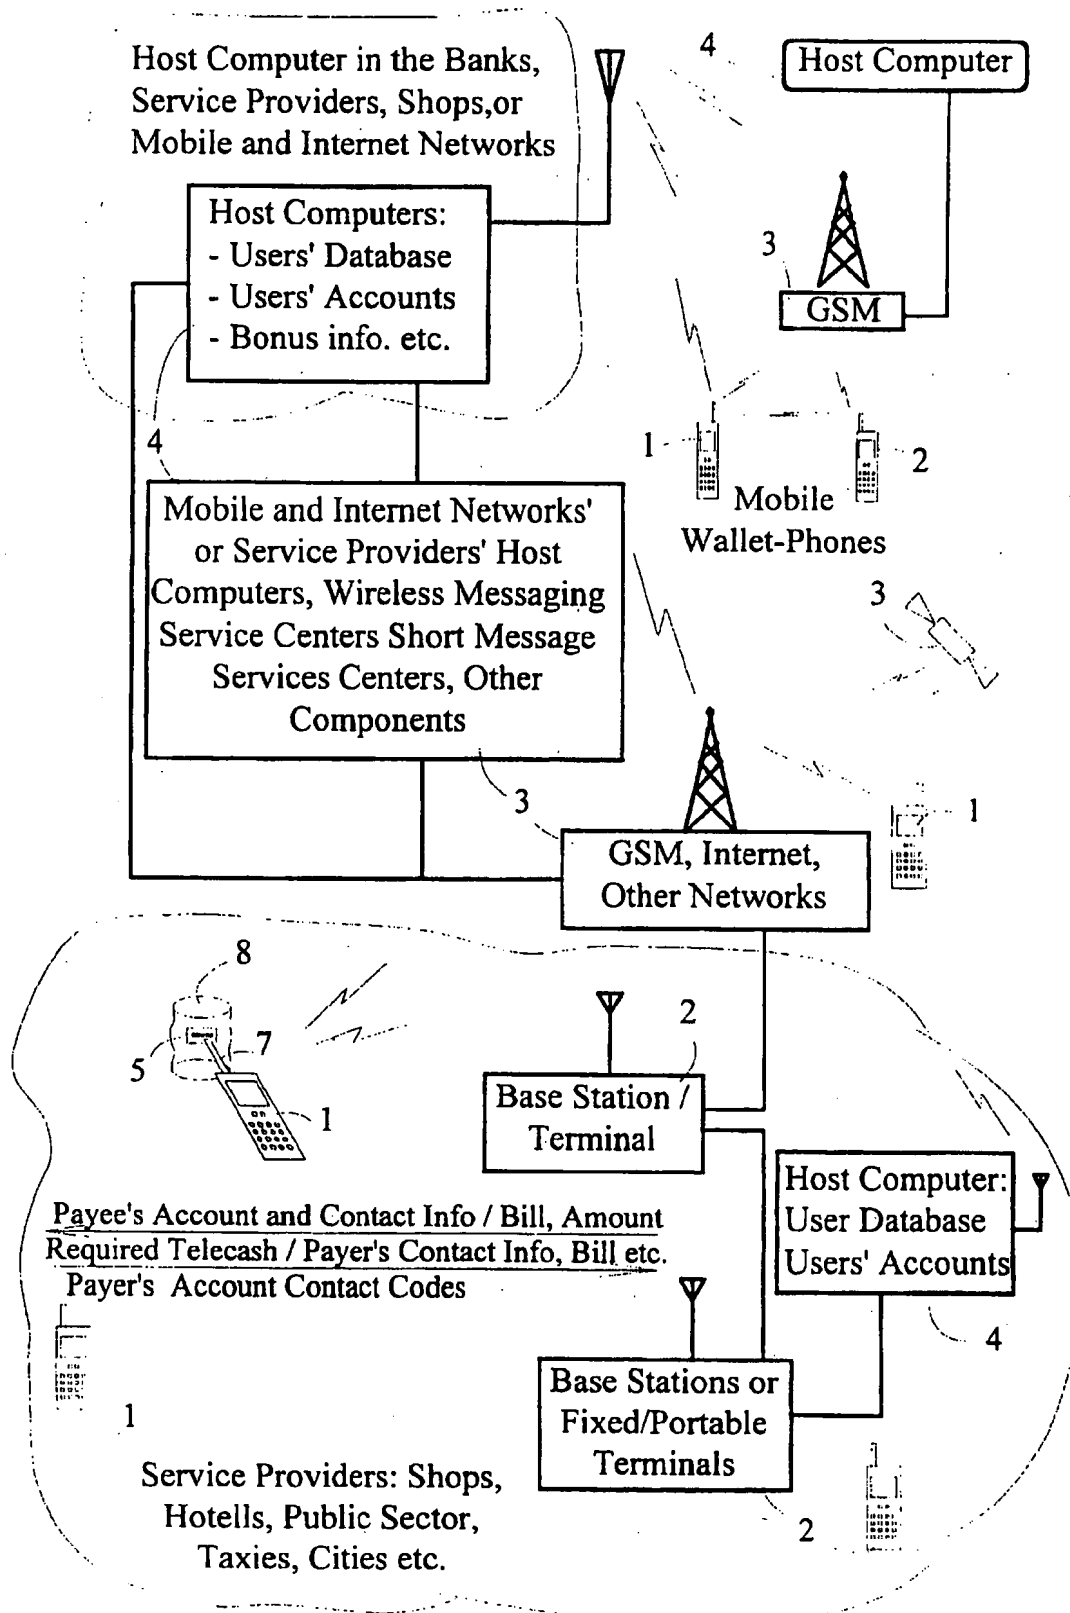 Host Computer in the Banks,
Service Providers, Shops,or
Mobile and Internet Networks
4
Host Computer
Host Computers:
- Users' Database
- Users' Accounts
- Bonus info. etc.
3
GSM
4
1
2
Mobile
Wallet-Phones
Mobile and Internet Networks'
or Service Providers' Host
Computers, Wireless Messaging
Service Centers Short Message
Services Centers, Other
Components
3
3
1
GSM, Internet,
Other Networks
8
5
7
1
2
Base Station /
Terminal
Host Computer:
User Database
Users' Accounts
4
Payee's Account and Contact Info / Bill, Amount
Required Telecash / Payer's Contact Info, Bill etc.
Payer's Account Contact Codes
1
Base Stations or
Fixed/Portable
Terminals
2
Service Providers: Shops,
Hotells, Public Sector,
Taxies, Cities etc.